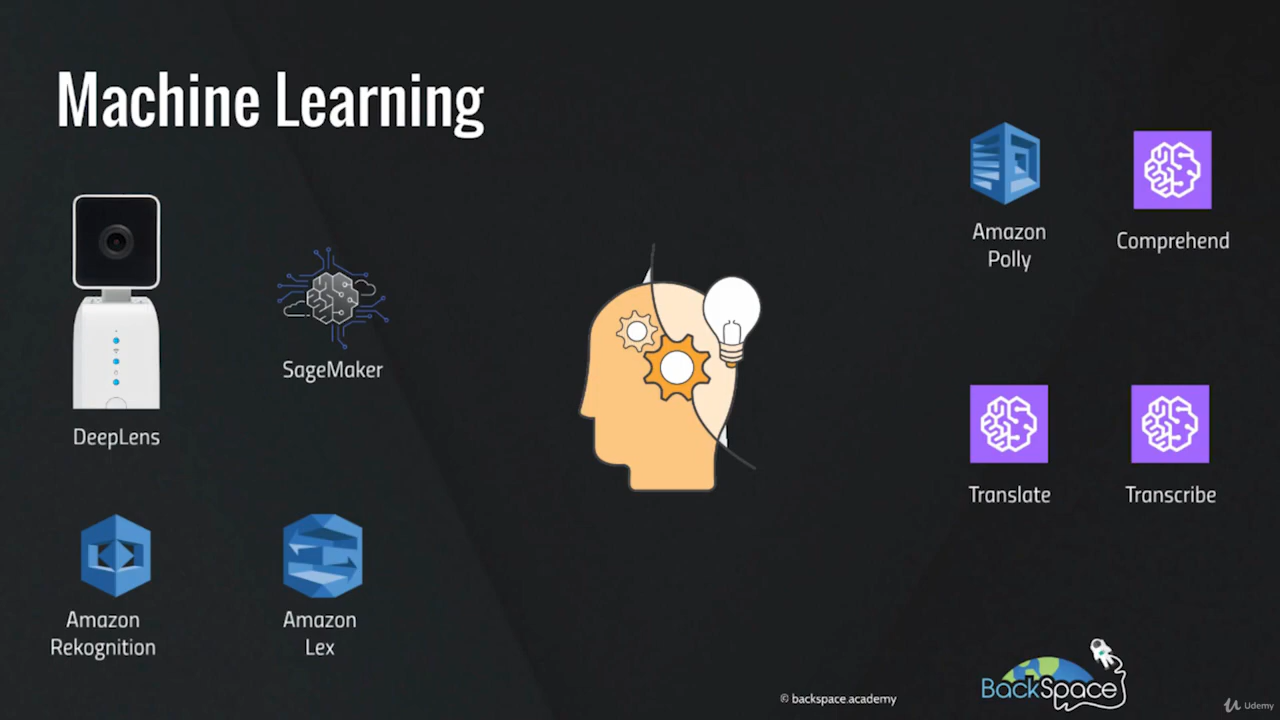 Machine Learning
DeepLens
SageMaker
Amazon
Rekognition
Amazon
Lex
Amazon
Polly
Comprehend
Translate
Transcribe
© backspace.academy
BackSpace
Udemy